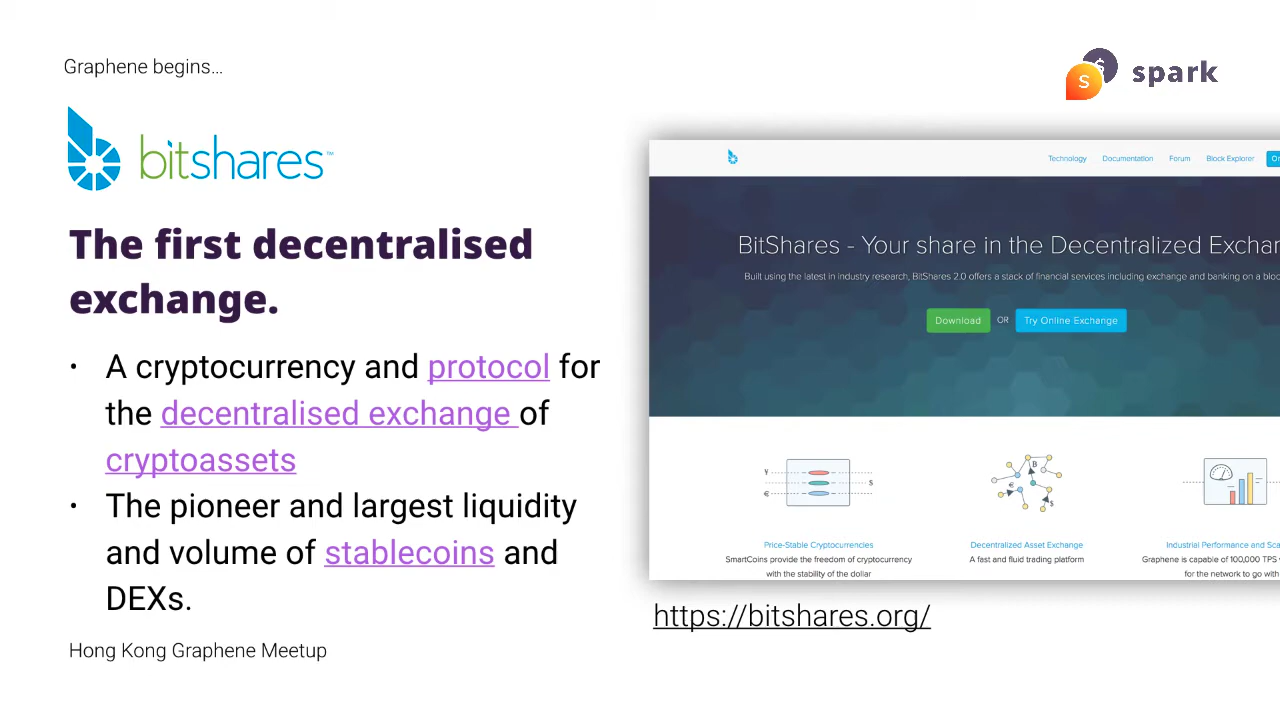 Graphene begins...
S
$
spark
bitshares™
The first decentralised
exchange.
• A cryptocurrency and protocol for
the decentralised exchange of
cryptoassets
• The pioneer and largest liquidity
and volume of stablecoins and
DEXs.
Hong Kong Graphene Meetup
Technology Documentation Forum Block Explorer
BitShares - Your share in the Decentralized Exchan
Built using the latest in industry research, BitShares 2.0 offers a stack of financial services including exchange and banking on a bloc
Download OR Try Online Exchange
¥
$
€
B
€
$
Price-Stable Cryptocurrencies
SmartCoins provide the freedom of cryptocurrency
with the stability of the dollar
Decentralized Asset Exchange
A fast and fluid trading platform
Industrial Performance and Sca
Graphene is capable of 100,000 TPS
for the network to go with
https://bitshares.org/